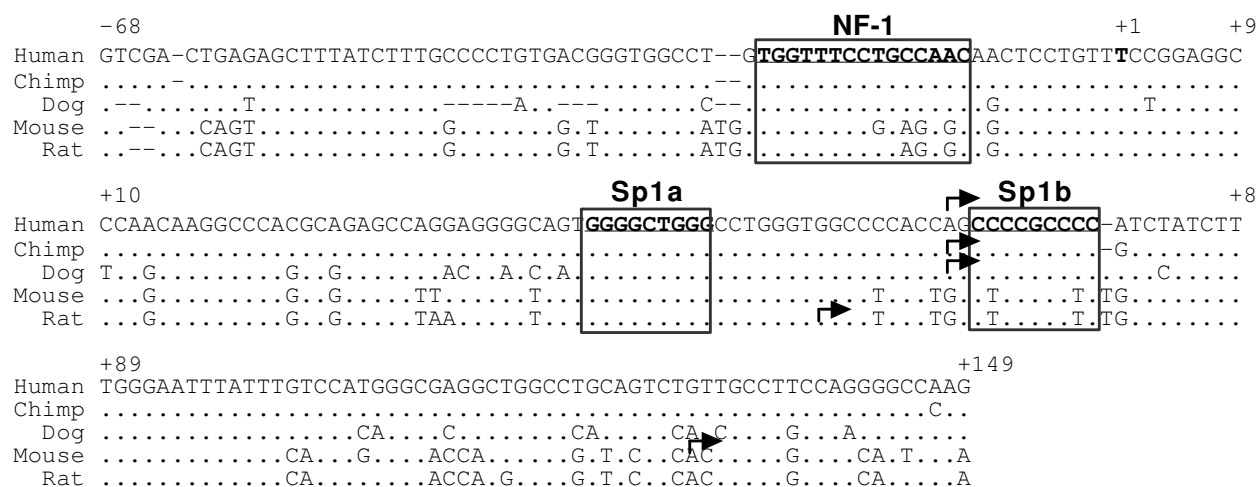 −68 NF-1 +1 +9
Human GTCGA-CTGAGAGCTTTATCTTTGCCCCTGTGACGGGTGGCCT--GTGGTTTCCTGCCAACAACTCCTGTTTCCGGAGGC
Chimp .....-.....................................--...................................
Dog .--.......T.............-----A..---.......C--.................G..........T......
Mouse ..--...CAGT.............G.......G.T.......ATG.........G.AG.G..G.................
Rat ..--...CAGT.............G.......G.T.......ATG...........AG.G..G.................
+10 Sp1a Sp1b +8
Human CCAACAAGGCCCACGCAGAGCCAGGAGGGGCAGTGGGGCTGGGCCTGGGTGGCCCCACCAGCCCCGCCCC-ATCTATCTT
Chimp ......................................................................-G........
Dog T..G.........G..G.......AC..A.C.A.........................................C.....
Mouse ...G.........G..G.....TT......T.......................T...TG..T.....T.TG........
Rat ...G.........G..G.....TAA.....T.......................T...TG..T.....T.TG........
+89 +149
Human TGGGAATTTATTTGTCCATGGGCGAGGCTGGCCTGCAGTCTGTTGCCTTCCAGGGGCCAAG
Chimp ..........................................................C..
Dog ..................CA....C........CA.....CA.C....G...A........
Mouse .............CA...G....ACCA......G.T.C..CAC.....G....CA.T...A
Rat .............CA........ACCA.G....G.T.C..CAC.....G....CA.....A